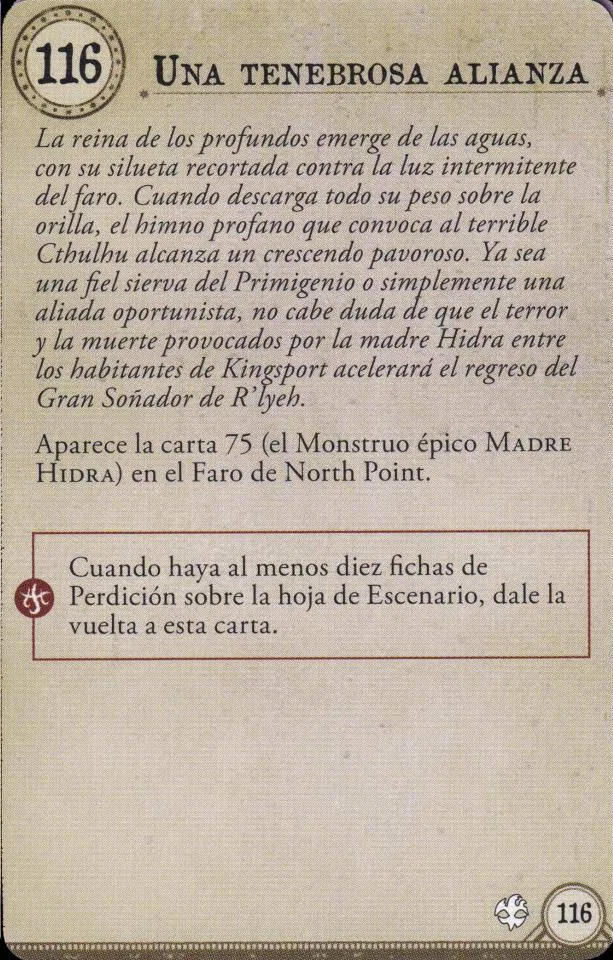 116
Una tenebrosa alianza
La reina de los profundos emerge de las aguas,
con su silueta recortada contra la luz intermitente
del faro. Cuando descarga todo su peso sobre la
orilla, el himno profano que convoca al terrible
Cthulhu alcanza un crescendo pavoroso. Ya sea
una fiel sierva del Primigenio o simplemente una
aliada oportunista, no cabe duda de que el terror
y la muerte provocados por la madre Hidra entre
los habitantes de Kingsport acelerará el regreso del
Gran Soñador de R'lyeh.
Aparece la carta 75 (el Monstruo épico Madre
Hidra) en el Faro de North Point.
Cuando haya al menos diez fichas de
Perdición sobre la hoja de Escenario, dale la
vuelta a esta carta.
116